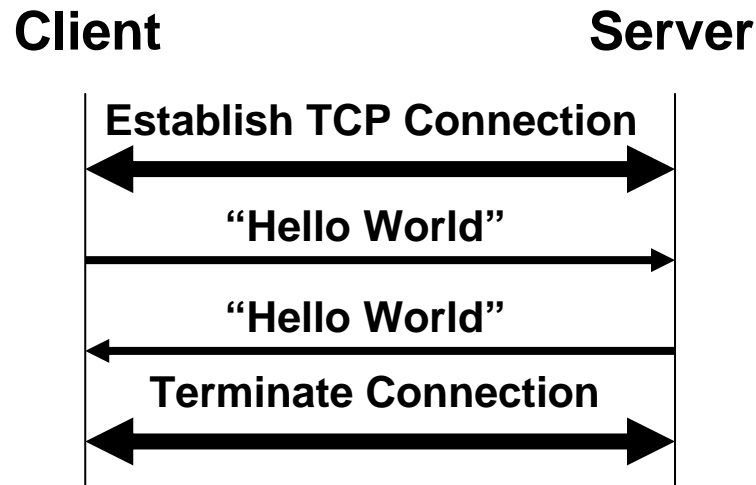 Client Server
Establish TCP Connection
“Hello World”
“Hello World”
Terminate Connection